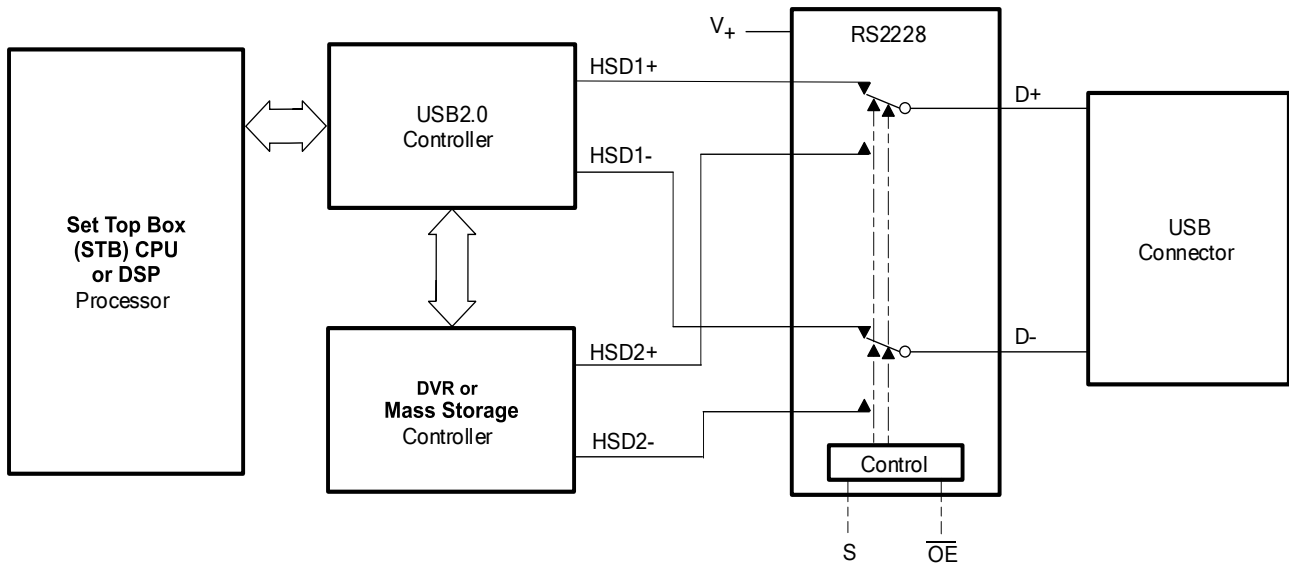 Set Top Box
(STB) CPU
or DSP
Processor
USB2.0
Controller
DVR or
Mass Storage
Controller
HSD1+
HSD1-
HSD2+
HSD2-
V+
RS2228
Control
S
O̅E̅
D+
D-
USB
Connector